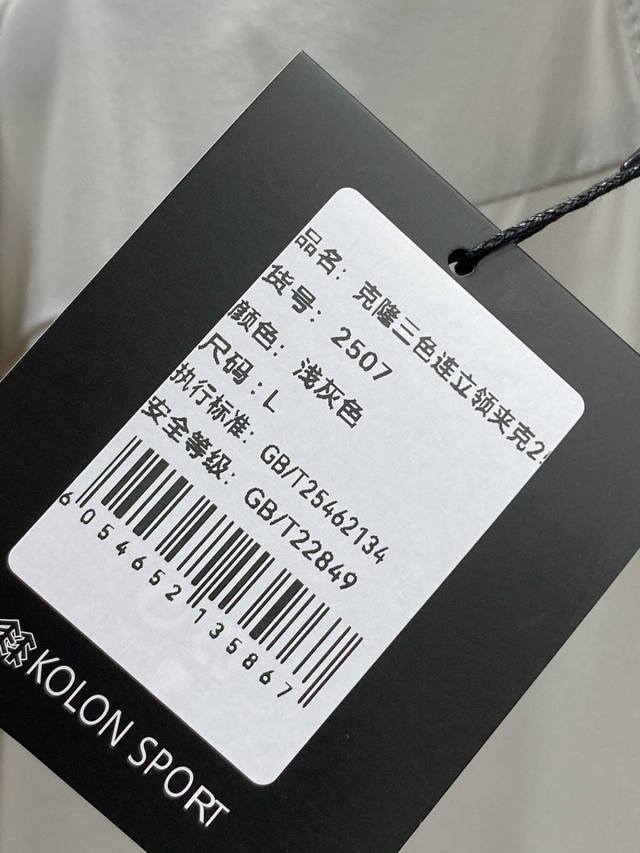 品名：克隆三色连立领夹克2
货号：2507
颜色：浅灰色
尺码：L
执行标准：GB/T25462134
安全等级：GB/T22849
6054652135867
KOLON SPORT